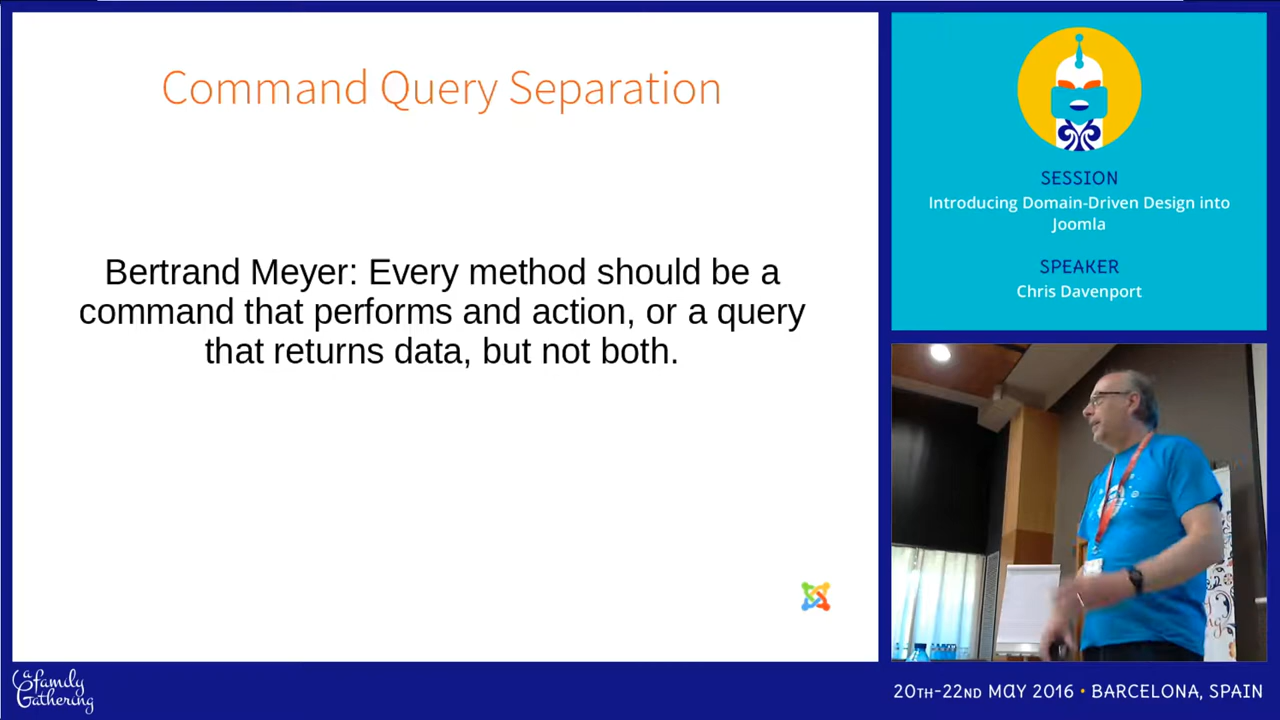 Command Query Separation
Bertrand Meyer: Every method should be a
command that performs and action, or a query
that returns data, but not both.
SESSION
Introducing Domain-Driven Design into
Joomla
SPEAKER
Chris Davenport
a
family
Gathering
20TH-22ND MAY 2016 • BARCELONA, SPAIN